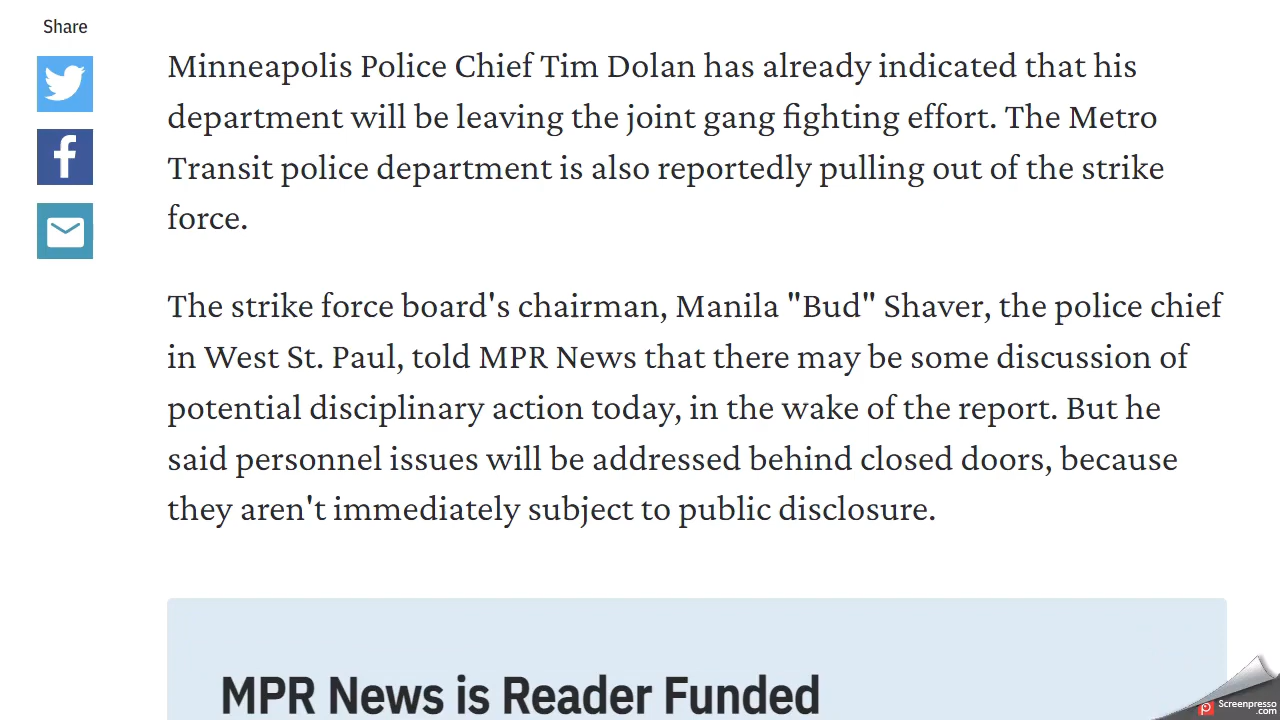 Share
Minneapolis Police Chief Tim Dolan has already indicated that his
department will be leaving the joint gang fighting effort. The Metro
Transit police department is also reportedly pulling out of the strike
force.
The strike force board's chairman, Manila "Bud" Shaver, the police chief
in West St. Paul, told MPR News that there may be some discussion of
potential disciplinary action today, in the wake of the report. But he
said personnel issues will be addressed behind closed doors, because
they aren't immediately subject to public disclosure.
MPR News is Reader Funded
Screenpresso
.com